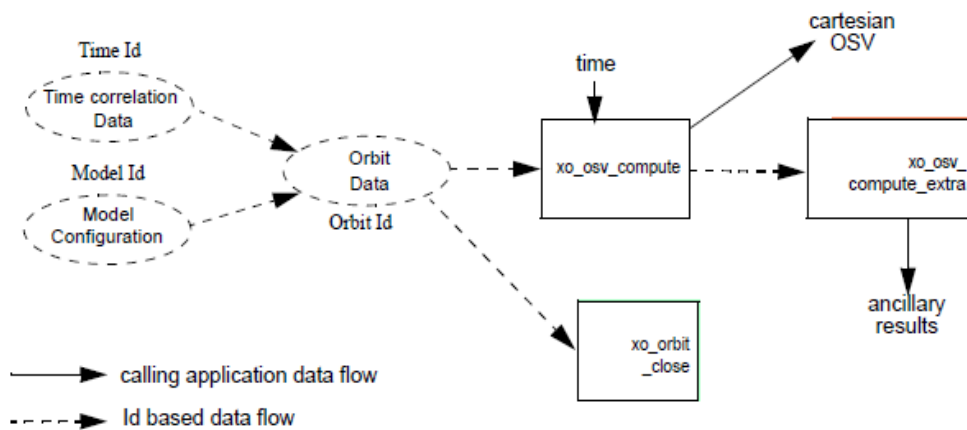 cartesian
OSV
Time Id
time
Time correlation
Data
Orbit
Data
xo_osv_compute
xo_osv_
compute_extra
Model Id
Model
Configuration
Orbit Id
ancillary
results
xo_orbit
_close
calling application data flow
Id based data flow